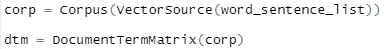 corp = Corpus(VectorSource(word_sentence_list))
dtm = DocumentTermMatrix(corp)